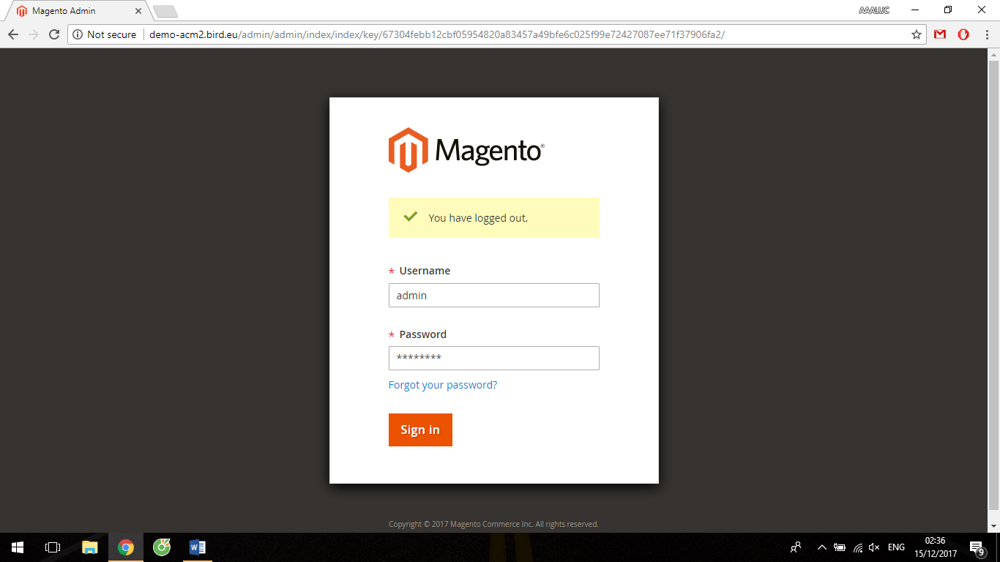 Magento Admin
AAALUC
Not secure
demo-acm2.bird.eu/admin/admin/index/index/key/67304febb12cbf05954820a83457a49bfe6c025f99e72427087ee71f37906fa2/
Magento®
You have logged out.
* Username
admin
* Password
********
Forgot your password?
Sign in
Copyright © 2017 Magento Commerce Inc. All rights reserved.
ENG
02:36
15/12/2017
9